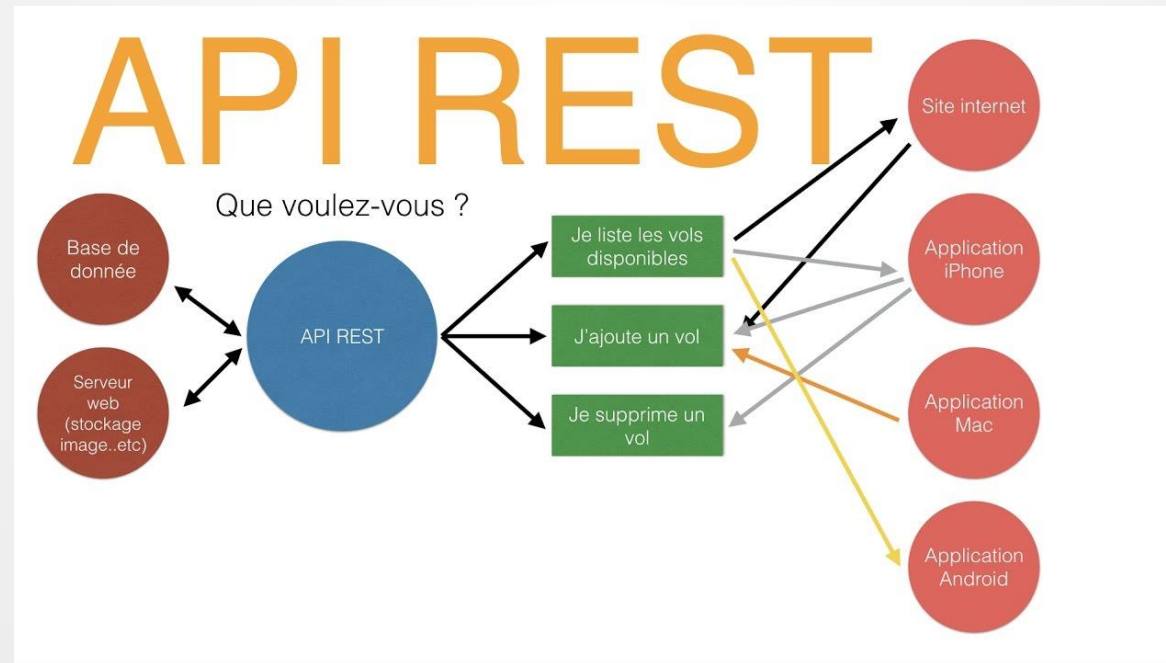 API REST
Que voulez-vous ?
Base de
donnée
Serveur
web
(stockage
image..etc)
API REST
Je liste les vols
disponibles
J'ajoute un vol
Je supprime un
vol
Site internet
Application
iPhone
Application
Mac
Application
Android